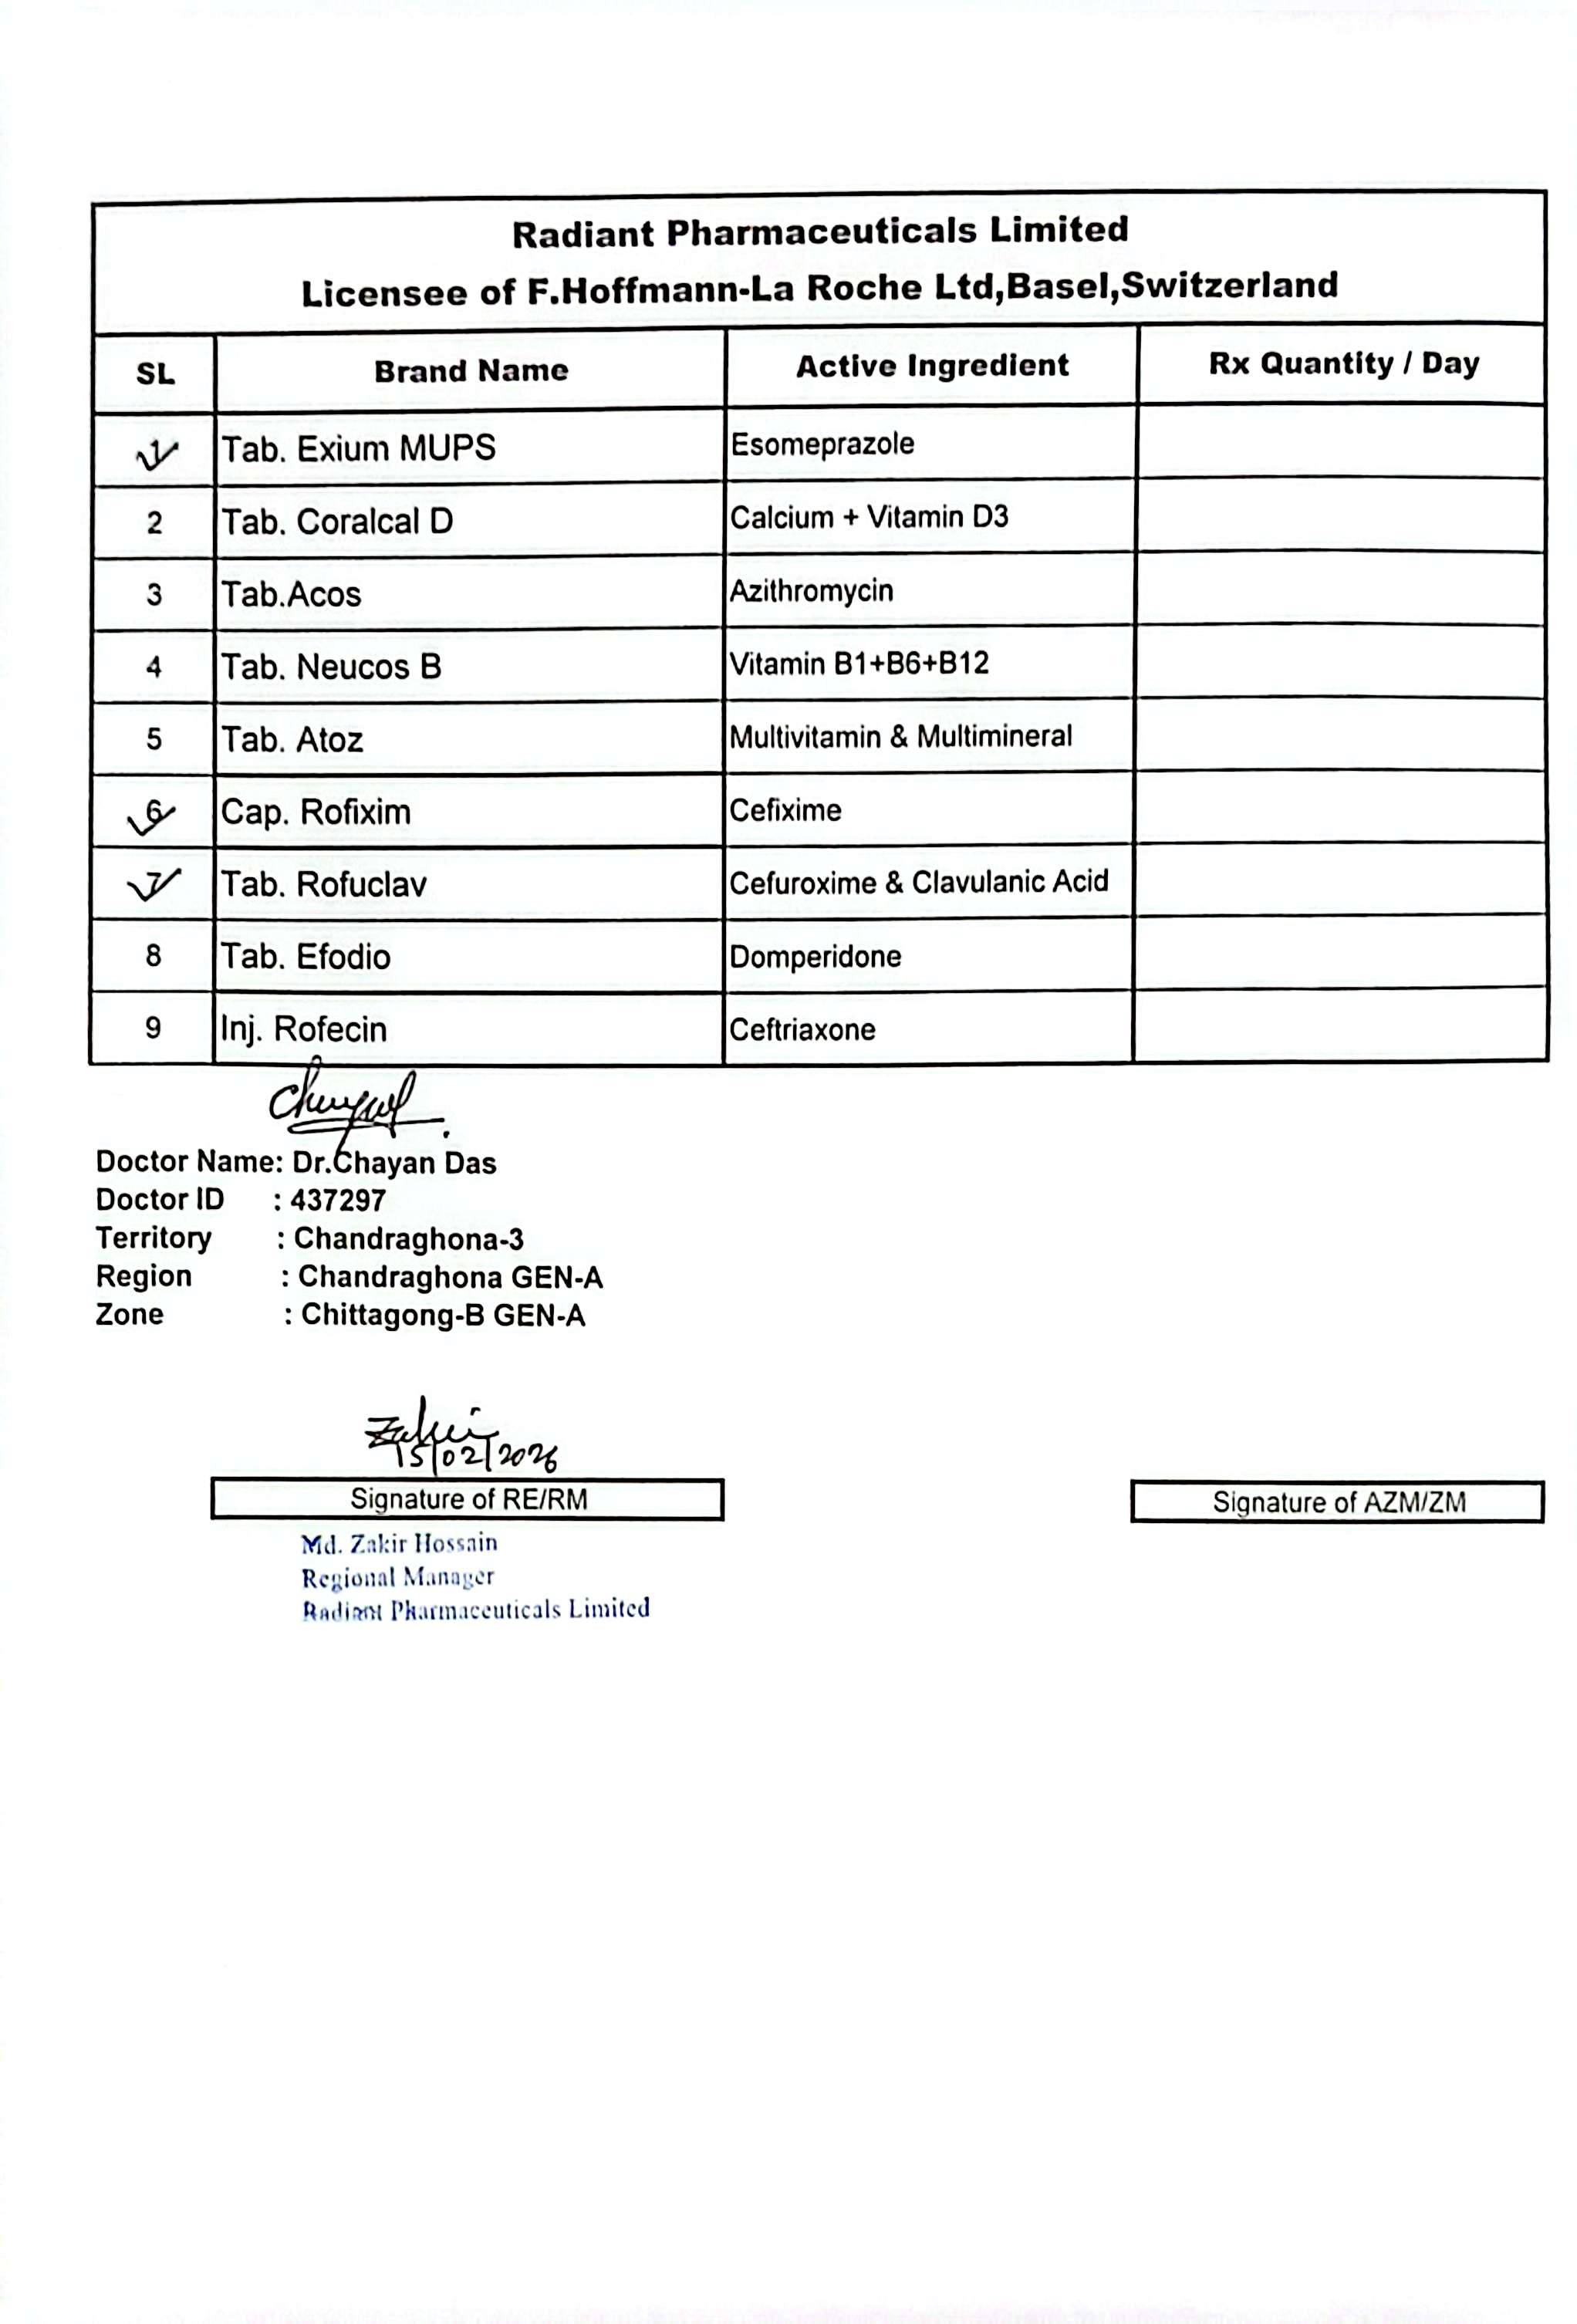 Radiant Pharmaceuticals Limited
Licensee of F.Hoffmann-La Roche Ltd,Basel,Switzerland
SL Brand Name Active Ingredient Rx Quantity / Day
1 Tab. Exium MUPS Esomeprazole
2 Tab. Coralcal D Calcium + Vitamin D3
3 Tab.Acos Azithromycin
4 Tab. Neucos B Vitamin B1+B6+B12
5 Tab. Atoz Multivitamin & Multimineral
6 Cap. Rofixim Cefixime
7 Tab. Rofuclav Cefuroxime & Clavulanic Acid
8 Tab. Efodio Domperidone
9 Inj. Rofecin Ceftriaxone
Doctor Name: Dr.Chayan Das
Doctor ID : 437297
Territory : Chandraghona-3
Region : Chandraghona GEN-A
Zone : Chittagong-B GEN-A
15/02/2026
Signature of RE/RM Signature of AZM/ZM
Md. Zakir Hossain
Regional Manager
Radiant Pharmaceuticals Limited